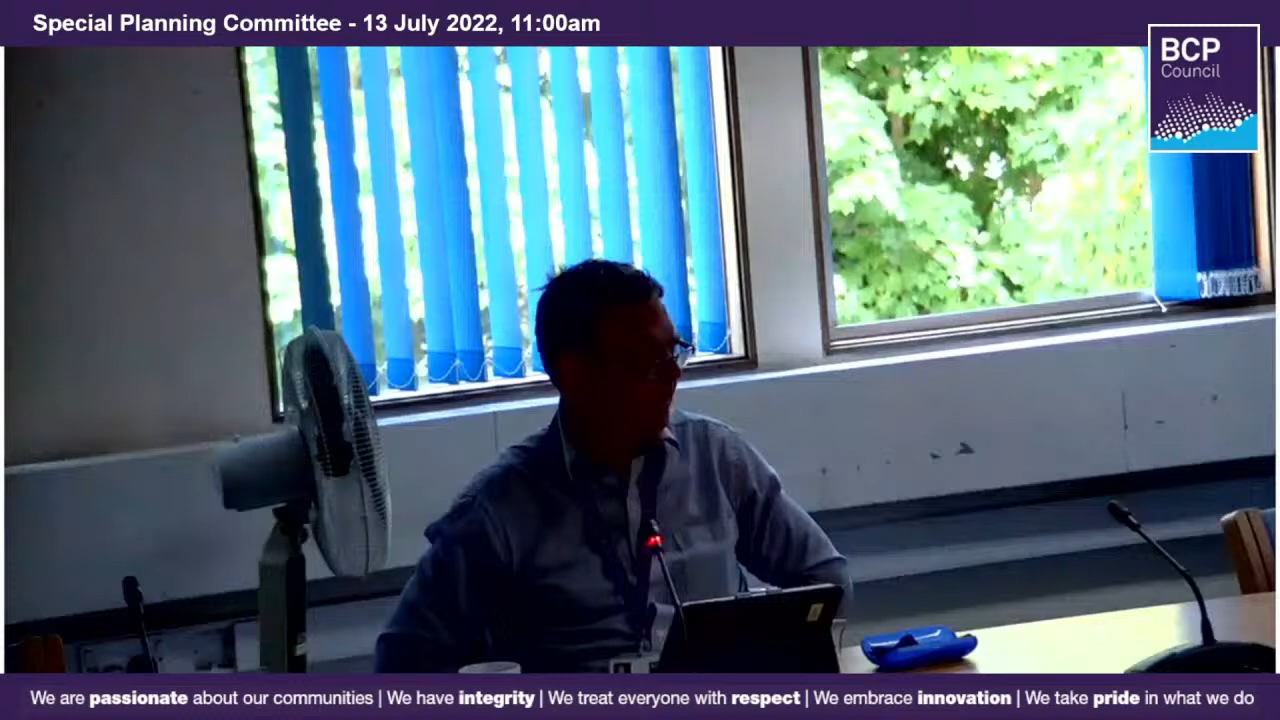 Special Planning Committee - 13 July 2022, 11:00am
BCP
Council
We are passionate about our communities | We have integrity | We treat everyone with respect | We embrace innovation | We take pride in what we do